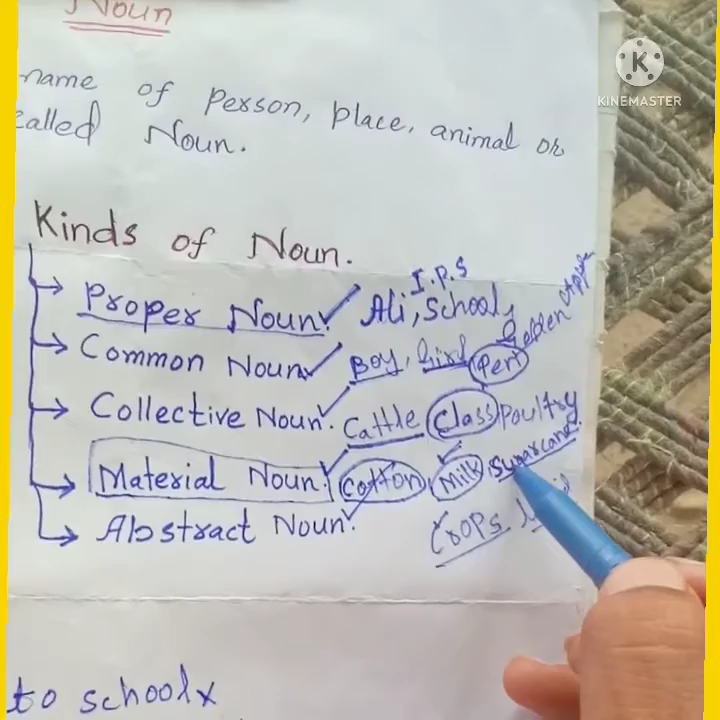 Noun
name of person, place, animal or
called Noun.
K
KINEMASTER
Kinds of Noun.
I.P.S
Proper Noun. Ali, School, Golden
Common Noun Boy, Girl Pen
Collective Noun. Cattle Class Poultry
Material Noun. Cotton, Milk, Sugarcane.
Abstract Noun. Crops
to school x